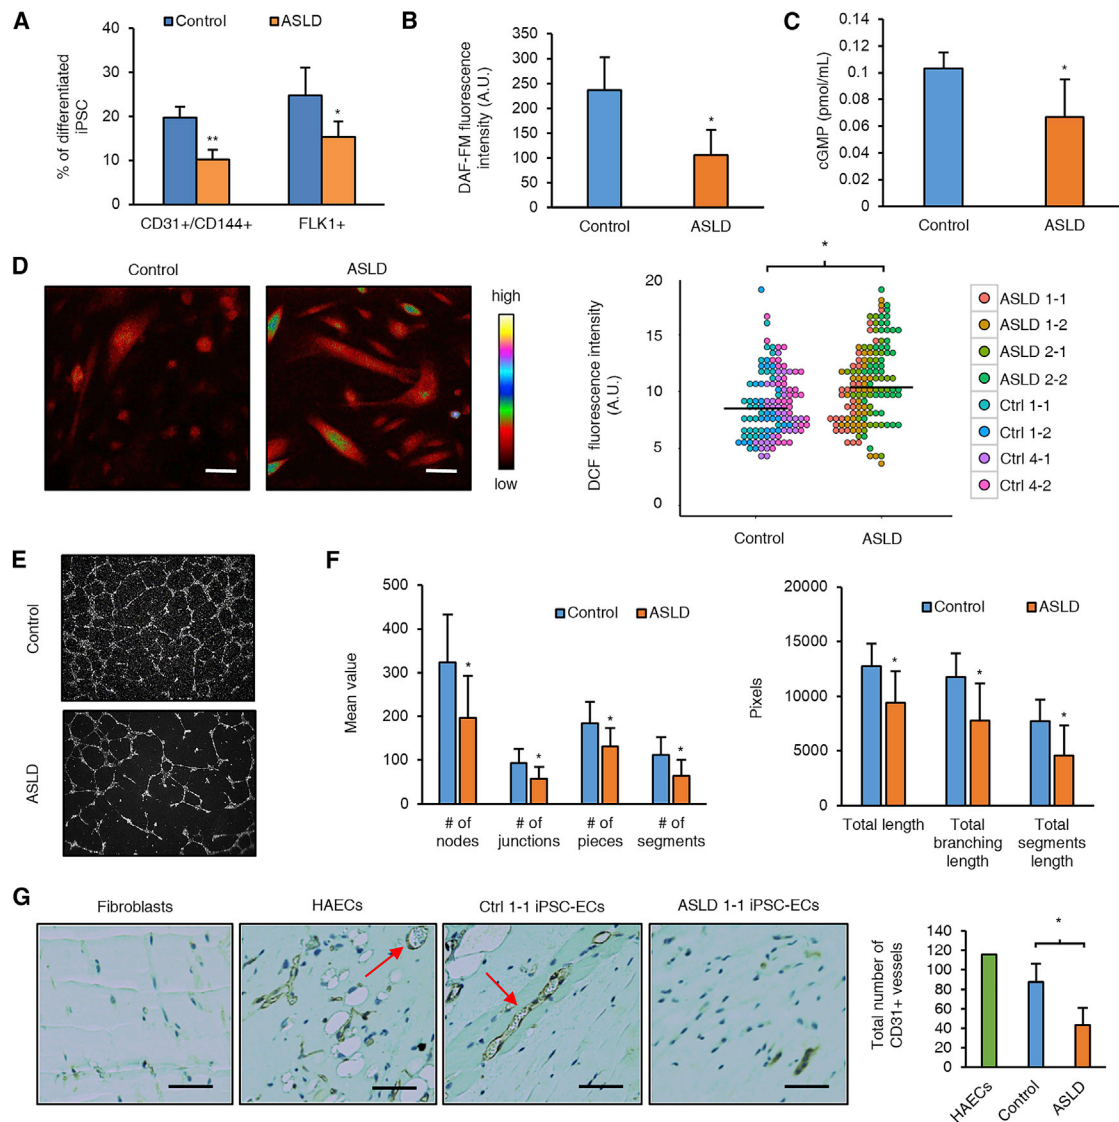 A
Control
ASLD
% of differentiated
iPSC
40
30
20
10
0
**
*
CD31+/CD144+
FLK1+
B
DAF-FM fluorescence
intensity (A.U.)
350
300
250
200
150
100
50
0
*
Control
ASLD
C
cGMP (pmol/mL)
0.14
0.12
0.1
0.08
0.06
0.04
0.02
0
*
Control
ASLD
D
Control
ASLD
high
low
DCF fluorescence intensity
(A.U.)
20
15
10
5
0
*
Control
ASLD
ASLD 1-1
ASLD 1-2
ASLD 2-1
ASLD 2-2
Ctrl 1-1
Ctrl 1-2
Ctrl 4-1
Ctrl 4-2
E
Control
ASLD
F
Mean value
500
400
300
200
100
0
Control
ASLD
*
*
*
*
# of
nodes
# of
junctions
# of
pieces
# of
segments
Pixels
20000
15000
10000
5000
0
Control
ASLD
*
*
*
Total length
Total
branching
length
Total
segments
length
G
Fibroblasts
HAECs
Ctrl 1-1 iPSC-ECs
ASLD 1-1 iPSC-ECs
Total number of
CD31+ vessels
140
120
100
80
60
40
20
0
*
HAECs
Control
ASLD